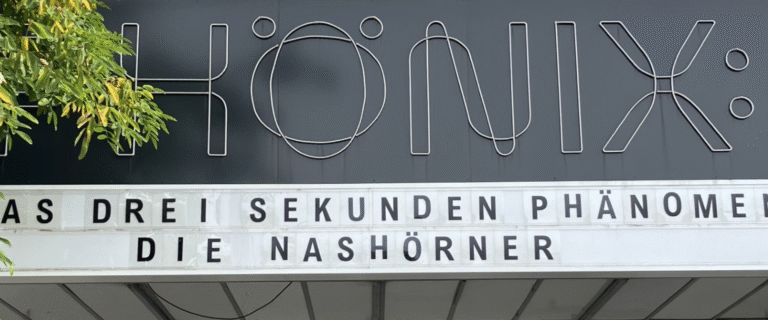 HÖNIX:
AS DREI SEKUNDEN PHÄNOMEN
DIE NASHÖRNER